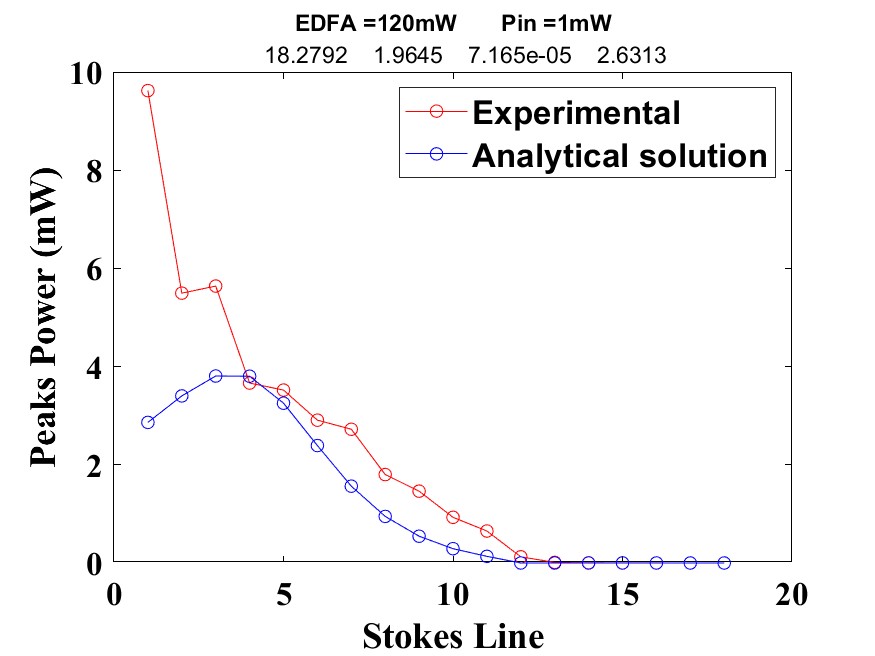 EDFA =120mW Pin =1mW
18.2792 1.9645 7.165e-05 2.6313
Experimental
Analytical solution
Peaks Power (mW)
10
8
6
4
2
0
0 5 10 15 20
Stokes Line